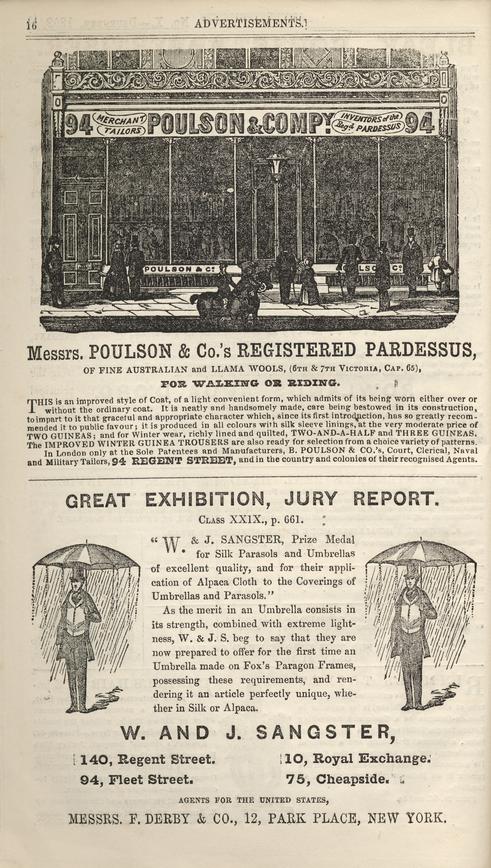 16 ADVERTISEMENTS.
94 MERCHANT TAILORS POULSON & COMPY INVENTORS of the Regd PARDESSUS 94
POULSON & Co
LSO Co
Messrs. POULSON & Co.'s REGISTERED PARDESSUS,
OF FINE AUSTRALIAN and LLAMA WOOLS, (6TH & 7TH VICTORIA, CAP. 65),
FOR WALKING OR RIDING.
THIS is an improved style of Coat, of a light convenient form, which admits of its being worn either over or
without the ordinary coat. It is neatly and handsomely made, care being bestowed in its construction,
to impart to it that graceful and appropriate character which, since its first introduction, has so greatly recom-
mended it to public favour; it is produced in all colours with silk sleeve linings, at the very moderate price of
TWO GUINEAS; and for Winter wear, richly lined and quilted, TWO-AND-A-HALF and THREE GUINEAS.
The IMPROVED WINTER GUINEA TROUSERS are also ready for selection from a choice variety of patterns.
In London only at the Sole Patentees and Manufacturers, B. POULSON & CO.'S, Court, Clerical, Naval
and Military Tailors, 94 REGENT STREET, and in the country and colonies of their recognised Agents.
GREAT EXHIBITION, JURY REPORT.
CLASS XXIX., p. 661.
"W. & J. SANGSTER, Prize Medal
for Silk Parasols and Umbrellas
of excellent quality, and for their appli-
cation of Alpaca Cloth to the Coverings of
Umbrellas and Parasols."
As the merit in an Umbrella consists in
its strength, combined with extreme light-
ness, W. & J. S. beg to say that they are
now prepared to offer for the first time an
Umbrella made on Fox's Paragon Frames,
possessing these requirements, and ren-
dering it an article perfectly unique, whe-
ther in Silk or Alpaca.
W. AND J. SANGSTER,
140, Regent Street. 10, Royal Exchange.
94, Fleet Street. 75, Cheapside.
AGENTS FOR THE UNITED STATES,
MESSRS. F. DERBY & CO., 12, PARK PLACE, NEW YORK.